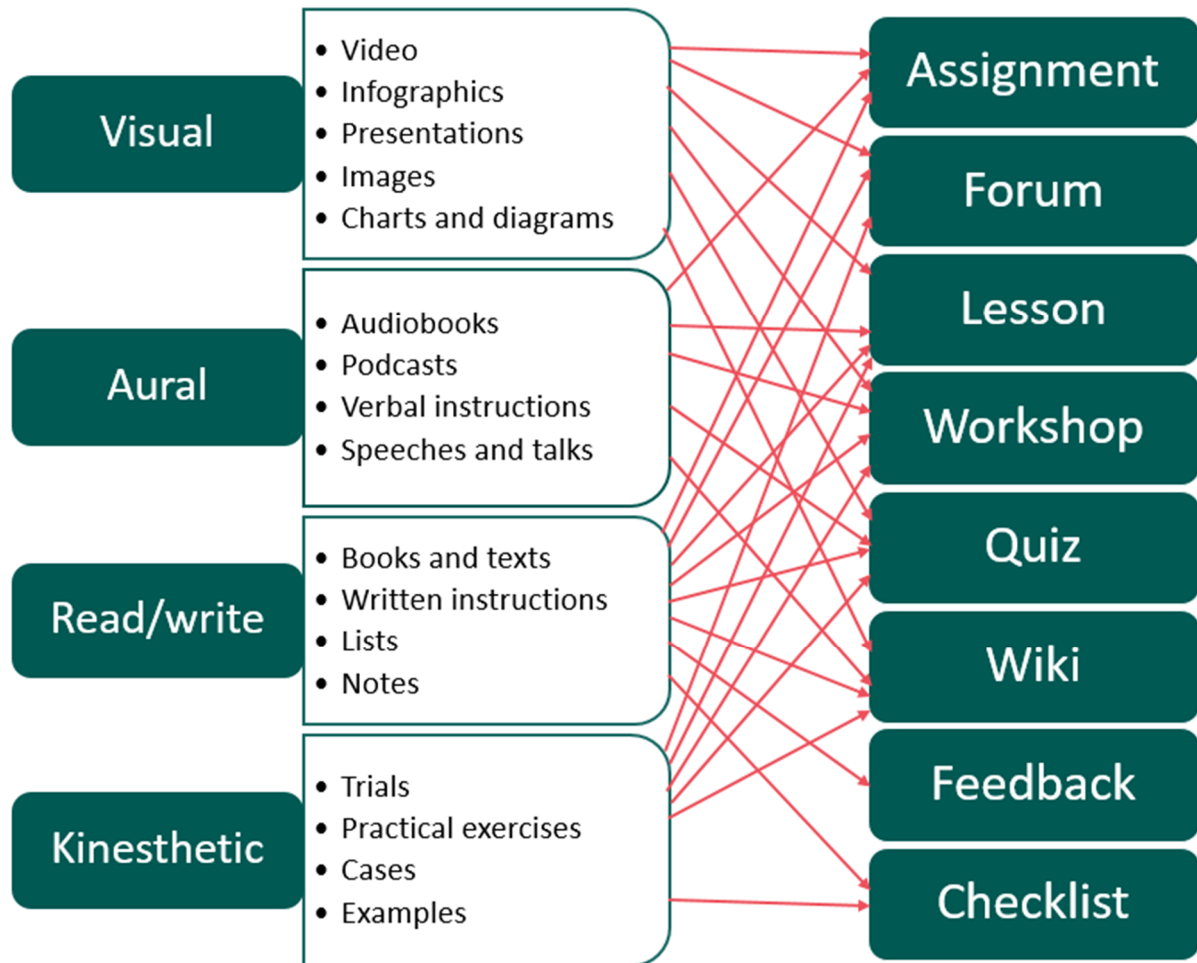 Visual
• Video
• Infographics
• Presentations
• Images
• Charts and diagrams
Aural
• Audiobooks
• Podcasts
• Verbal instructions
• Speeches and talks
Read/write
• Books and texts
• Written instructions
• Lists
• Notes
Kinesthetic
• Trials
• Practical exercises
• Cases
• Examples
Assignment
Forum
Lesson
Workshop
Quiz
Wiki
Feedback
Checklist